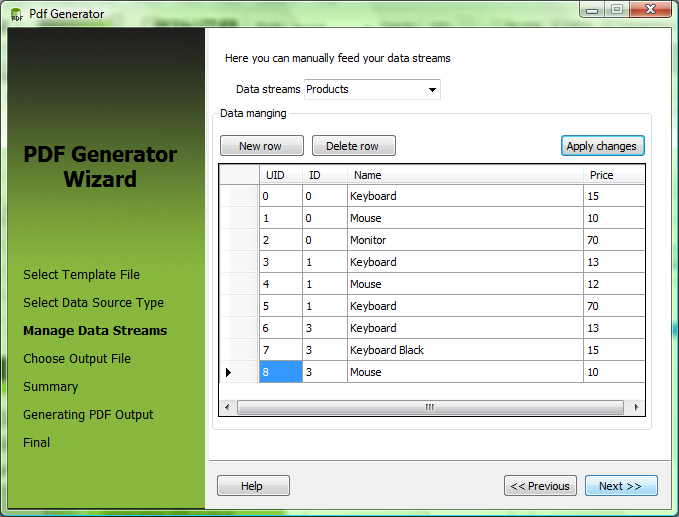 PDF
Pdf Generator
PDF Generator
Wizard
Select Template File
Select Data Source Type
Manage Data Streams
Choose Output File
Summary
Generating PDF Output
Final
Here you can manually feed your data streams
Data streams Products
Data manging
New row Delete row Apply changes
UID ID Name Price
0 0 Keyboard 15
1 0 Mouse 10
2 0 Monitor 70
3 1 Keyboard 13
4 1 Mouse 12
5 1 Keyboard 70
6 3 Keyboard 13
7 3 Keyboard Black 15
8 3 Mouse 10
Help << Previous Next >>